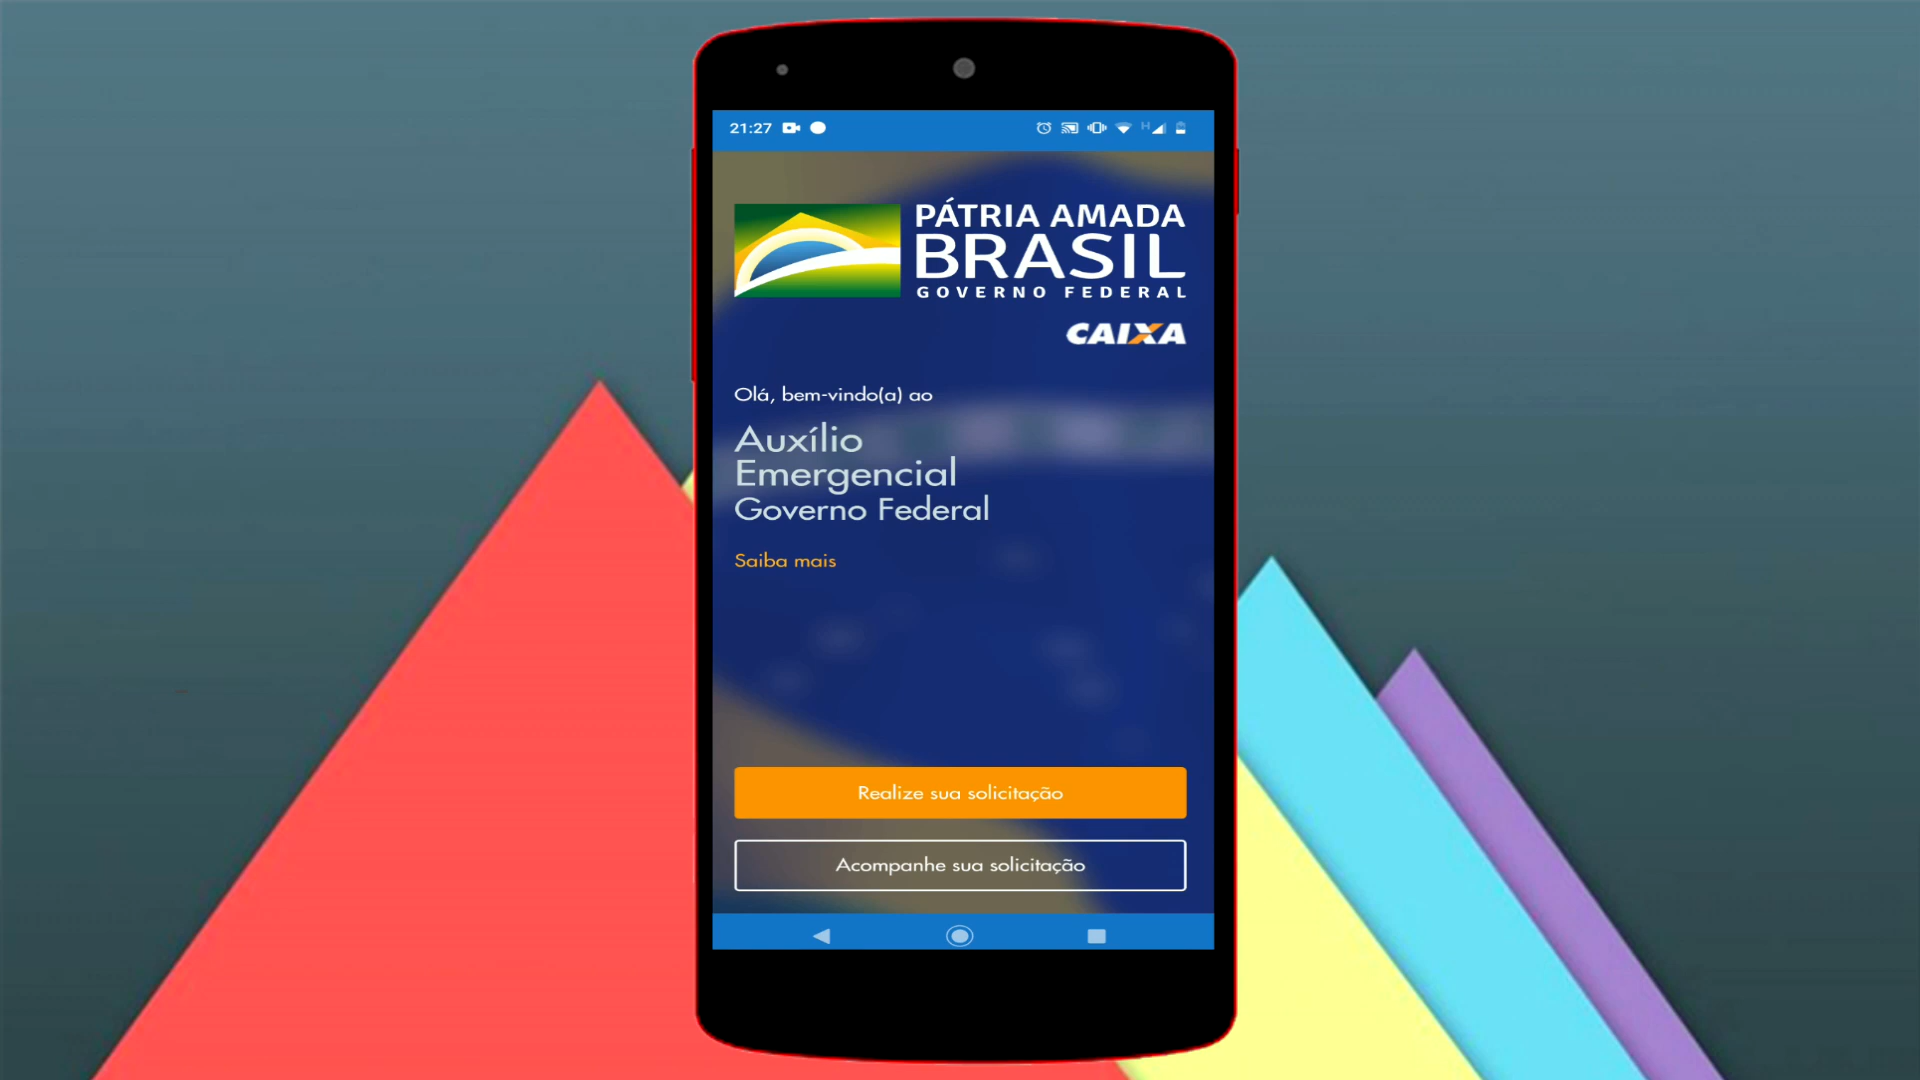 21:27
H
PÁTRIA AMADA
BRASIL
GOVERNO FEDERAL
CAIXA
Olá, bem-vindo(a) ao
Auxílio
Emergencial
Governo Federal
Saiba mais
Realize sua solicitação
Acompanhe sua solicitação